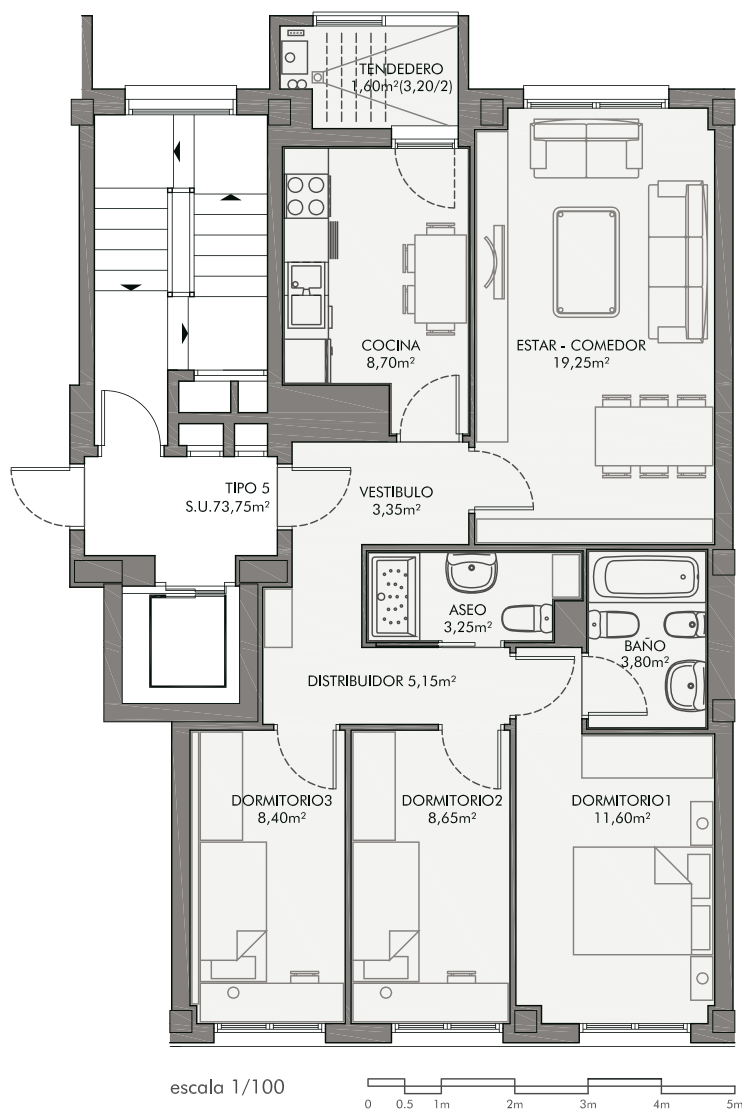 TENDEDERO
1,60m²(3,20/2)
COCINA
8,70m²
ESTAR - COMEDOR
19,25m²
TIPO 5
S.U.73,75m²
VESTIBULO
3,35m²
ASEO
3,25m²
BAÑO
3,80m²
DISTRIBUIDOR 5,15m²
DORMITORIO3
8,40m²
DORMITORIO2
8,65m²
DORMITORIO1
11,60m²
escala 1/100
0 0.5 1m 2m 3m 4m 5m